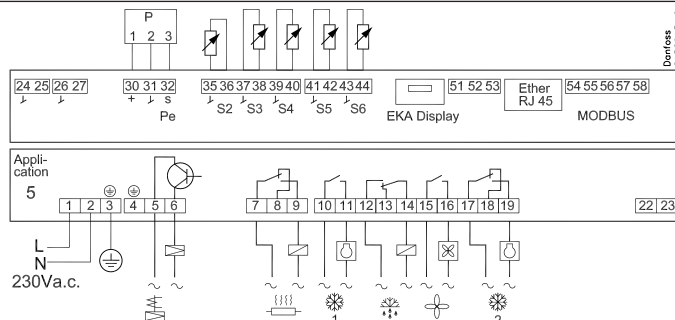 P
1 2 3
Danfoss
24 25 26 27 30 31 32 35 36 37 38 39 40 41 42 43 44 51 52 53 Ether RJ 45 54 55 56 57 58
+ s S2 S3 S4 S5 S6
Pe EKA Display MODBUS
Appli-
cation
5
1 2 3 4 5 6 7 8 9 10 11 12 13 14 15 16 17 18 19 22 23
L
N
230Va.c.